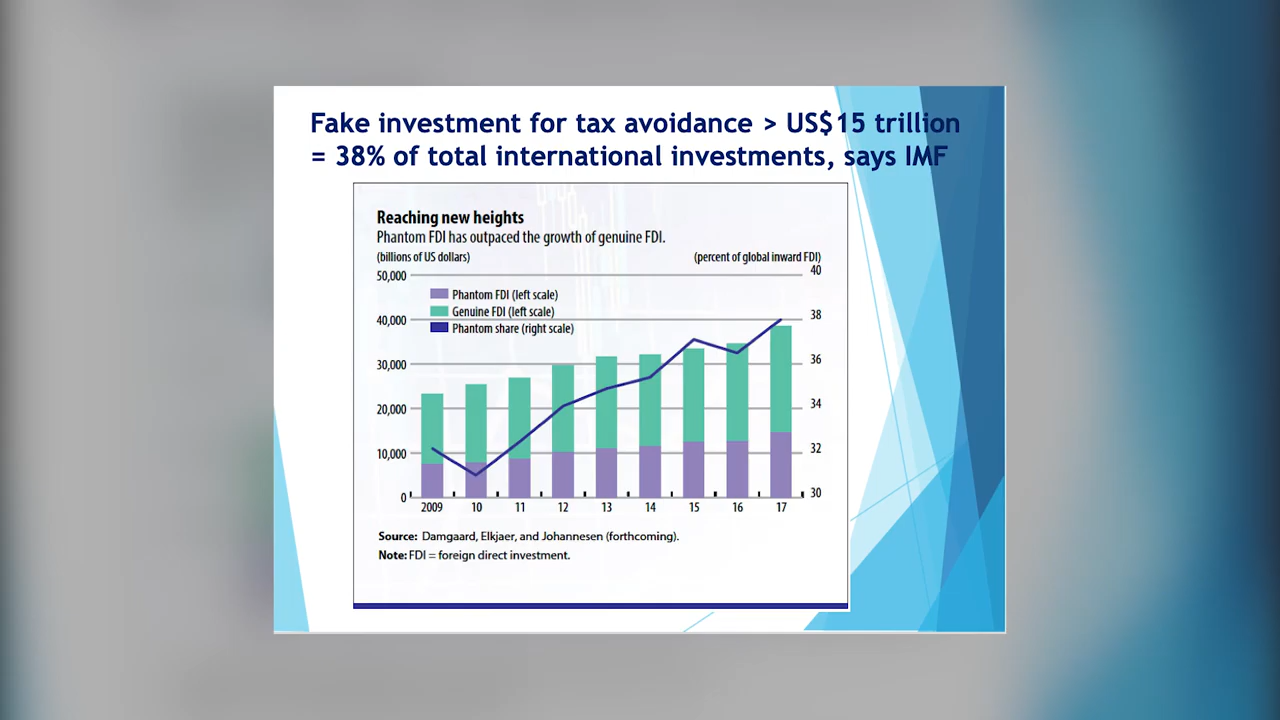 Fake investment for tax avoidance > US$15 trillion
= 38% of total international investments, says IMF
Reaching new heights
Phantom FDI has outpaced the growth of genuine FDI.
(billions of US dollars) (percent of global inward FDI)
50,000 40
Phantom FDI (left scale)
Genuine FDI (left scale)
40,000 38
Phantom share (right scale)
30,000 36
20,000 34
10,000 32
0 30
2009 10 11 12 13 14 15 16 17
Source: Damgaard, Elkjaer, and Johannesen (forthcoming).
Note: FDI = foreign direct investment.